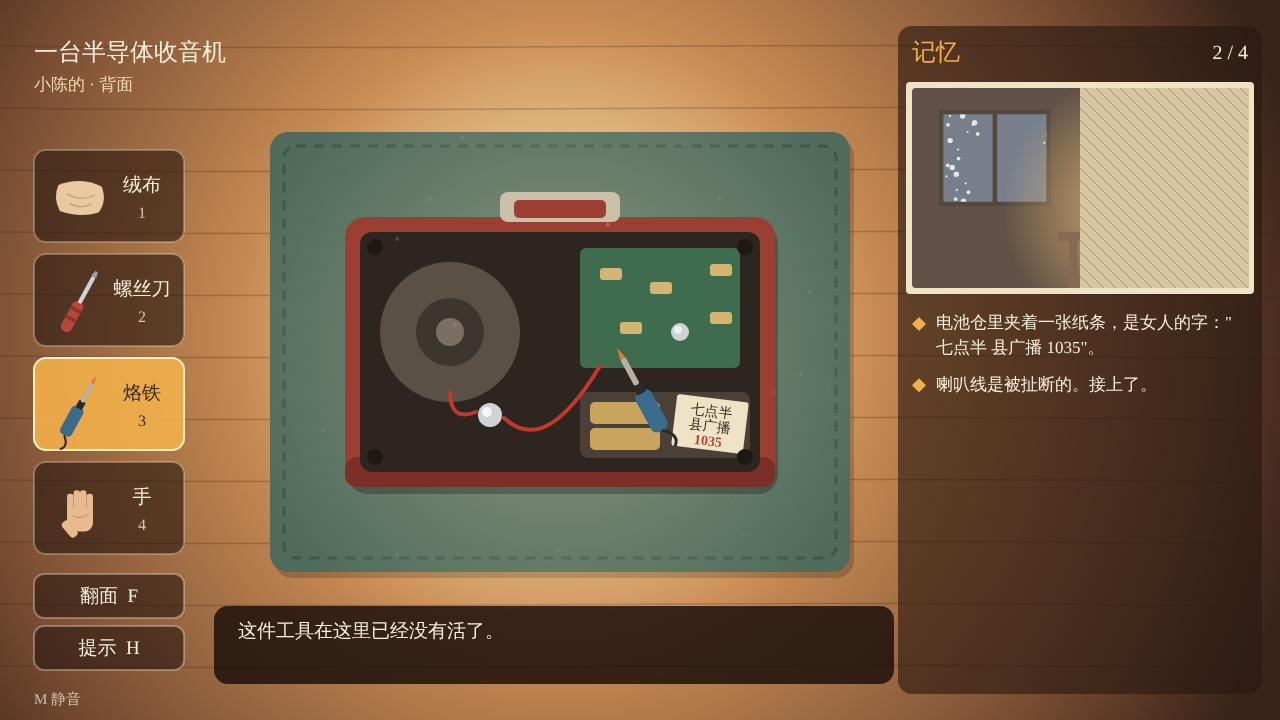 一台半导体收音机
小陈的 · 背面
绒布
1
螺丝刀
2
烙铁
3
手
4
翻面 F
提示 H
M 静音
七点半
县广播
1035
这件工具在这里已经没有活了。
记忆
2 / 4
电池仓里夹着一张纸条，是女人的字："
七点半 县广播 1035"。
喇叭线是被扯断的。接上了。